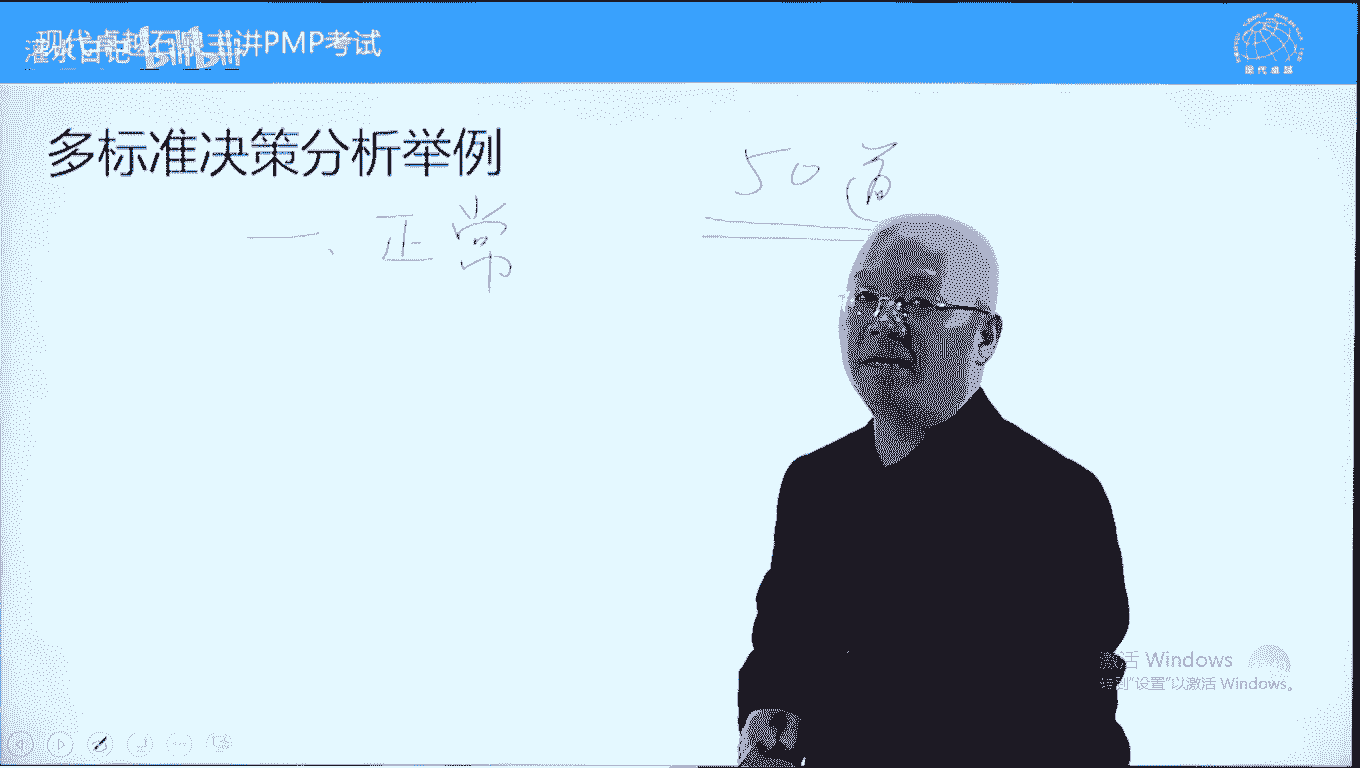 现代卓越石泉主讲PMP考试
灌水日记 bilibili
现代卓越
多标准决策分析举例
50道
一、正常
激活 Windows
转到"设置"以激活 Windows。